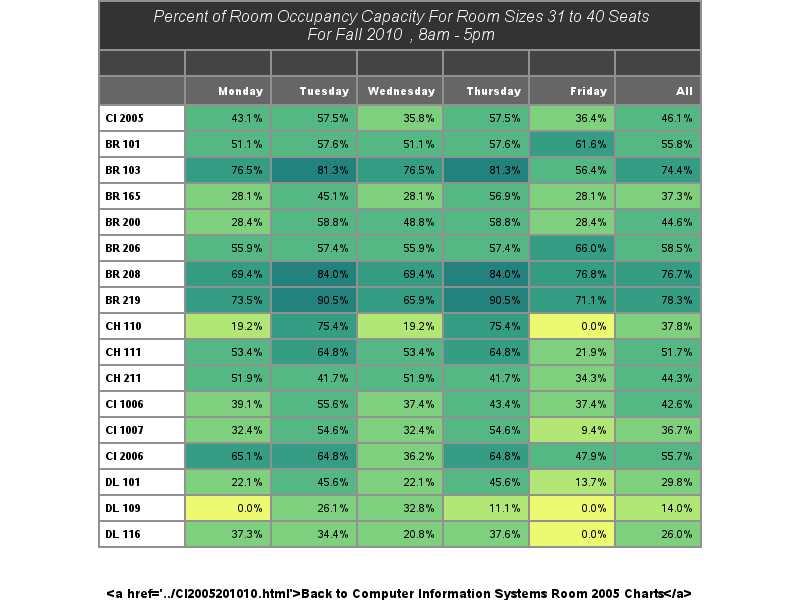 Percent of Room Occupancy Capacity For Room Sizes 31 to 40 Seats
For Fall 2010 , 8am - 5pm
Monday Tuesday Wednesday Thursday Friday All
CI 2005 43.1% 57.5% 35.8% 57.5% 36.4% 46.1%
BR 101 51.1% 57.6% 51.1% 57.6% 61.6% 55.8%
BR 103 76.5% 81.3% 76.5% 81.3% 56.4% 74.4%
BR 165 28.1% 45.1% 28.1% 56.9% 28.1% 37.3%
BR 200 28.4% 58.8% 48.8% 58.8% 28.4% 44.6%
BR 206 55.9% 57.4% 55.9% 57.4% 66.0% 58.5%
BR 208 69.4% 84.0% 69.4% 84.0% 76.8% 76.7%
BR 219 73.5% 90.5% 65.9% 90.5% 71.1% 78.3%
CH 110 19.2% 75.4% 19.2% 75.4% 0.0% 37.8%
CH 111 53.4% 64.8% 53.4% 64.8% 21.9% 51.7%
CH 211 51.9% 41.7% 51.9% 41.7% 34.3% 44.3%
CI 1006 39.1% 55.6% 37.4% 43.4% 37.4% 42.6%
CI 1007 32.4% 54.6% 32.4% 54.6% 9.4% 36.7%
CI 2006 65.1% 64.8% 36.2% 64.8% 47.9% 55.7%
DL 101 22.1% 45.6% 22.1% 45.6% 13.7% 29.8%
DL 109 0.0% 26.1% 32.8% 11.1% 0.0% 14.0%
DL 116 37.3% 34.4% 20.8% 37.6% 0.0% 26.0%
<a href='../CI2005201010.html'>Back to Computer Information Systems Room 2005 Charts</a>